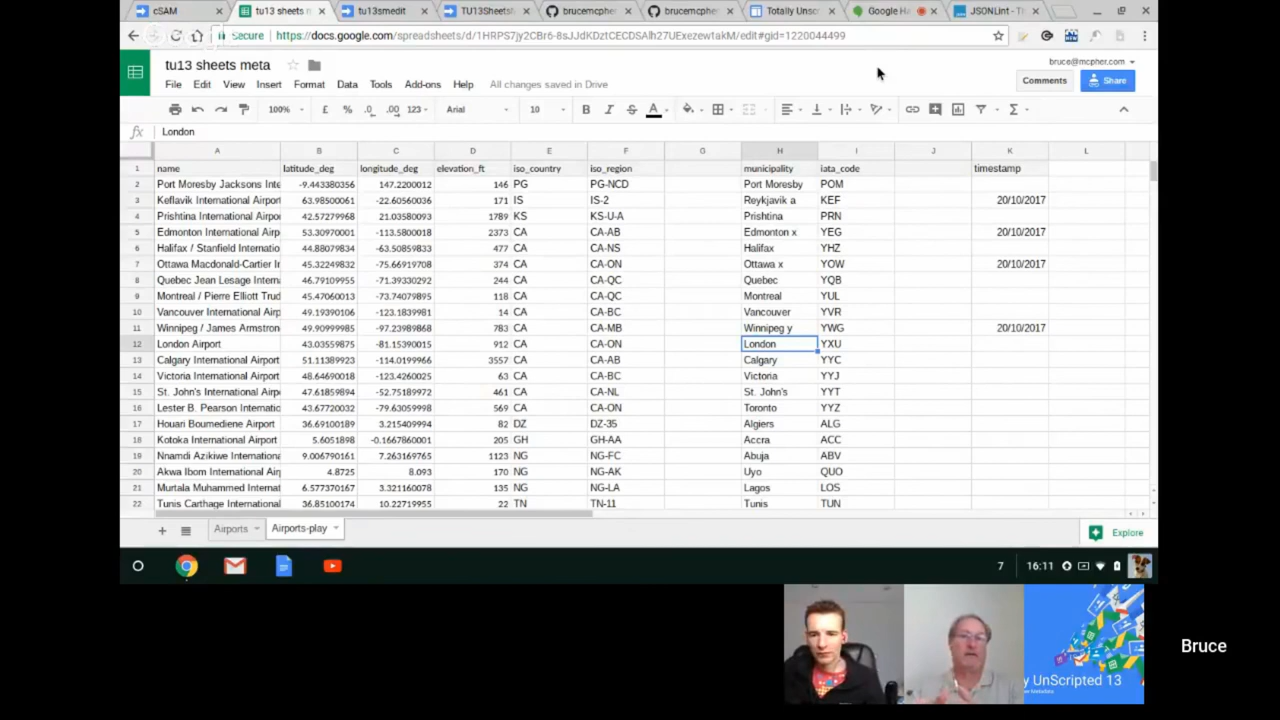 cSAM
tu13 sheets m
tu13smedit
TU13Sheets
brucemcphe
brucemcphe
Totally Unsc
Google Ha
JSONLint - Th
Secure
https://docs.google.com/spreadsheets/d/1HRPS7jy2CBr6-8sJJdKDztCECDSAlh27UExezewtakM/edit#gid=1220044499
tu13 sheets meta
bruce@mcpher.com
File Edit View Insert Format Data Tools Add-ons Help All changes saved in Drive
Comments
Share
100% £ % .0 .00 123 Arial 10 B I S A
fx London
A B C D E F G H I J K L
1 name latitude_deg longitude_deg elevation_ft iso_country iso_region municipality iata_code timestamp
2 Port Moresby Jacksons Inte -9.443380356 147.2200012 146 PG PG-NCD Port Moresby POM
3 Keflavik International Airport 63.98500061 -22.60560036 171 IS IS-2 Reykjavik a KEF 20/10/2017
4 Prishtina International Airpo 42.57279968 21.03580093 1789 KS KS-U-A Prishtina PRN
5 Edmonton International Airp 53.30970001 -113.5800018 2373 CA CA-AB Edmonton x YEG 20/10/2017
6 Halifax / Stanfield Internatio 44.88079834 -63.50859833 477 CA CA-NS Halifax YHZ
7 Ottawa Macdonald-Cartier Ir 45.32249832 -75.66919708 374 CA CA-ON Ottawa x YOW 20/10/2017
8 Quebec Jean Lesage Intern 46.79109955 -71.39330292 244 CA CA-QC Quebec YQB
9 Montreal / Pierre Elliott Trud 45.47060013 -73.74079895 118 CA CA-QC Montreal YUL
10 Vancouver International Airp 49.19390106 -123.1839981 14 CA CA-BC Vancouver YVR
11 Winnipeg / James Armstron 49.90999985 -97.23989868 783 CA CA-MB Winnipeg y YWG 20/10/2017
12 London Airport 43.03559875 -81.15390015 912 CA CA-ON London YXU
13 Calgary International Airport 51.11389923 -114.0199966 3557 CA CA-AB Calgary YYC
14 Victoria International Airport 48.64690018 -123.4260025 63 CA CA-BC Victoria YYJ
15 St. John's International Airp 47.61859894 -52.75189972 461 CA CA-NL St. John's YYT
16 Lester B. Pearson Internatio 43.67720032 -79.63059998 569 CA CA-ON Toronto YYZ
17 Houari Boumediene Airport 36.69100189 3.215409994 82 DZ DZ-35 Algiers ALG
18 Kotoka International Airport 5.6051898 -0.1667860001 205 GH GH-AA Accra ACC
19 Nnamdi Azikiwe Internation 9.006790161 7.263169765 1123 NG NG-FC Abuja ABV
20 Akwa Ibom International Air 4.8725 8.093 170 NG NG-AK Uyo QUO
21 Murtala Muhammed Internat 6.577370167 3.321160078 135 NG NG-LA Lagos LOS
22 Tunis Carthage International 36.85100174 10.22719955 22 TN TN-11 Tunis TUN
Airports
Airports-play
Explore
7 16:11
y UnScripted 13
Bruce